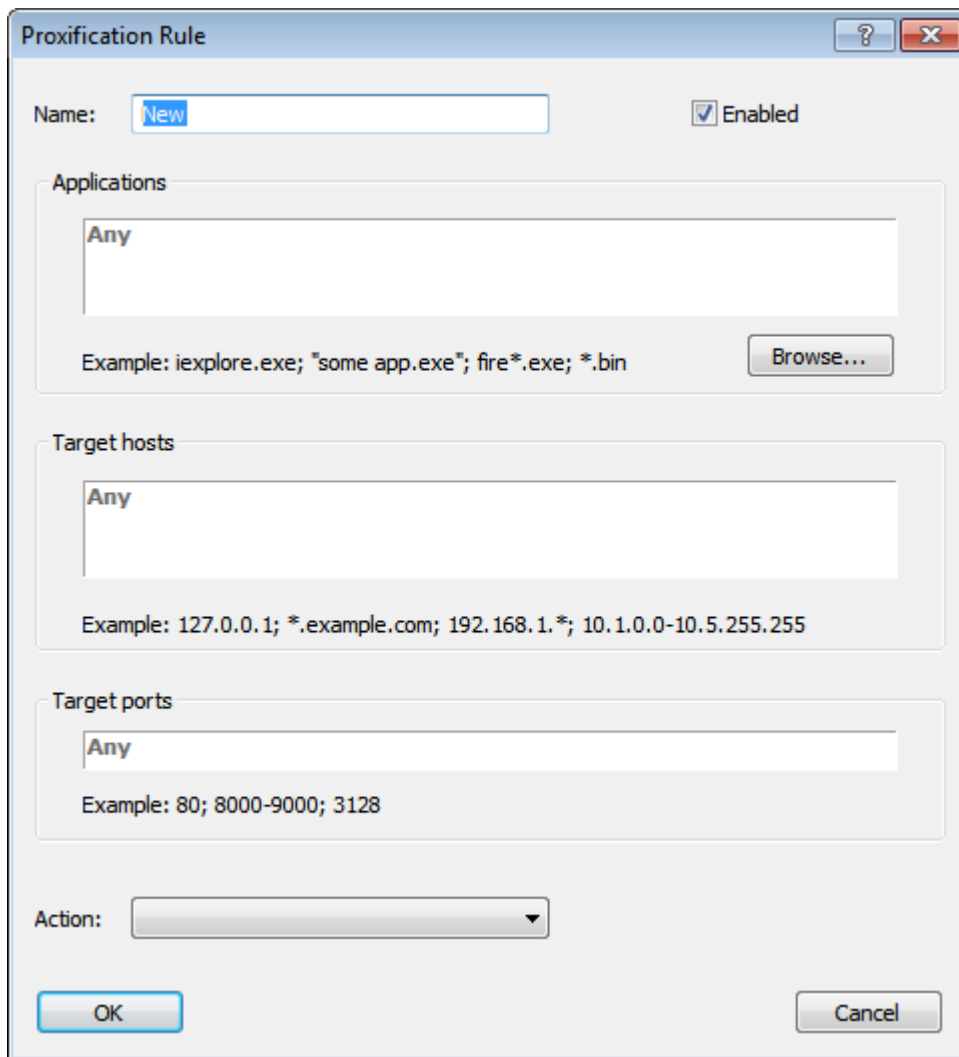 Proxification Rule
Name: New Enabled
Applications
Any
Example: iexplore.exe; "some app.exe"; fire*.exe; *.bin Browse...
Target hosts
Any
Example: 127.0.0.1; *.example.com; 192.168.1.*; 10.1.0.0-10.5.255.255
Target ports
Any
Example: 80; 8000-9000; 3128
Action:
OK Cancel